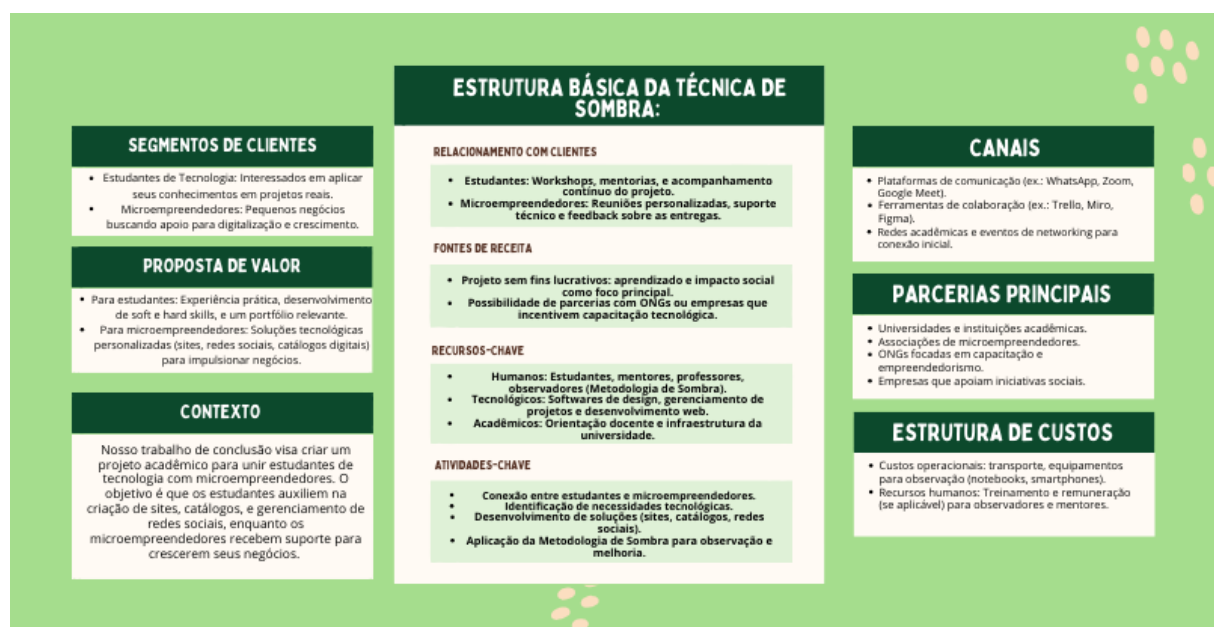 SEGMENTOS DE CLIENTES
• Estudantes de Tecnologia: Interessados em aplicar
seus conhecimentos em projetos reais.
• Microempreendedores: Pequenos negócios
buscando apoio para digitalização e crescimento.
PROPOSTA DE VALOR
• Para estudantes: Experiência prática, desenvolvimento
de soft e hard skills, e um portfólio relevante.
• Para microempreendedores: Soluções tecnológicas
personalizadas (sites, redes sociais, catálogos digitais)
para impulsionar negócios.
CONTEXTO
Nosso trabalho de conclusão visa criar um
projeto acadêmico para unir estudantes de
tecnologia com microempreendedores. O
objetivo é que os estudantes auxiliem na
criação de sites, catálogos, e gerenciamento de
redes sociais, enquanto os
microempreendedores recebem suporte para
crescerem seus negócios.
ESTRUTURA BÁSICA DA TÉCNICA DE
SOMBRA:
RELACIONAMENTO COM CLIENTES
• Estudantes: Workshops, mentorias, e acompanhamento
contínuo do projeto.
• Microempreendedores: Reuniões personalizadas, suporte
técnico e feedback sobre as entregas.
FONTES DE RECEITA
• Projeto sem fins lucrativos: aprendizado e impacto social
como foco principal.
• Possibilidade de parcerias com ONGs ou empresas que
incentivem capacitação tecnológica.
RECURSOS-CHAVE
• Humanos: Estudantes, mentores, professores,
observadores (Metodologia de Sombra).
• Tecnológicos: Softwares de design, gerenciamento de
projetos e desenvolvimento web.
• Acadêmicos: Orientação docente e infraestrutura da
universidade.
ATIVIDADES-CHAVE
• Conexão entre estudantes e microempreendedores.
• Identificação de necessidades tecnológicas.
• Desenvolvimento de soluções (sites, catálogos, redes
sociais).
• Aplicação da Metodologia de Sombra para observação e
melhoria.
CANAIS
• Plataformas de comunicação (ex.: WhatsApp, Zoom,
Google Meet).
• Ferramentas de colaboração (ex.: Trello, Miro,
Figma).
• Redes acadêmicas e eventos de networking para
conexão inicial.
PARCERIAS PRINCIPAIS
• Universidades e instituições acadêmicas.
• Associações de microempreendedores.
• ONGs focadas em capacitação e
empreendedorismo.
• Empresas que apoiam iniciativas sociais.
ESTRUTURA DE CUSTOS
• Custos operacionais: transporte, equipamentos
para observação (notebooks, smartphones).
• Recursos humanos: Treinamento e remuneração
(se aplicável) para observadores e mentores.